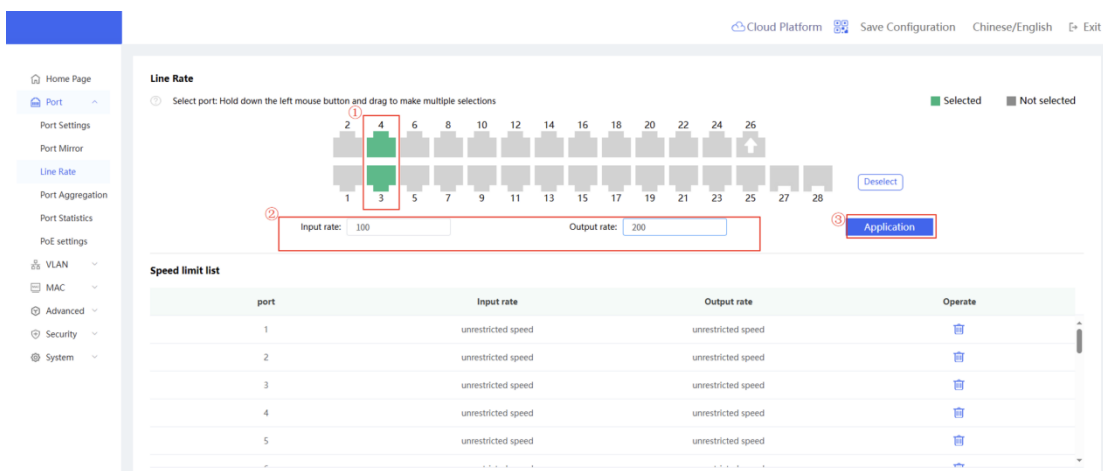 Cloud Platform Save Configuration Chinese/English Exit
Home Page
Port
Port Settings
Port Mirror
Line Rate
Port Aggregation
Port Statistics
PoE settings
VLAN
MAC
Advanced
Security
System
Line Rate
Select port: Hold down the left mouse button and drag to make multiple selections
Selected Not selected
①
2 4 6 8 10 12 14 16 18 20 22 24 26
Deselect
1 3 5 7 9 11 13 15 17 19 21 23 25 27 28
②
Input rate: 100 Output rate: 200
③ Application
Speed limit list
port Input rate Output rate Operate
1 unrestricted speed unrestricted speed
2 unrestricted speed unrestricted speed
3 unrestricted speed unrestricted speed
4 unrestricted speed unrestricted speed
5 unrestricted speed unrestricted speed